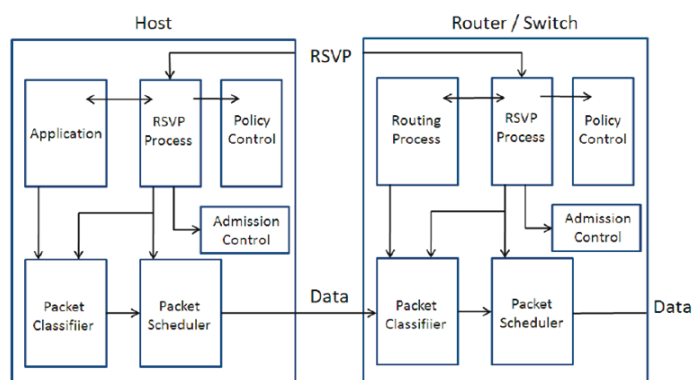 Host
Router / Switch
RSVP
Application
RSVP
Process
Policy
Control
Routing
Process
RSVP
Process
Policy
Control
Admission
Control
Admission
Control
Packet
Classifiier
Packet
Scheduler
Data
Packet
Classifiier
Packet
Scheduler
Data